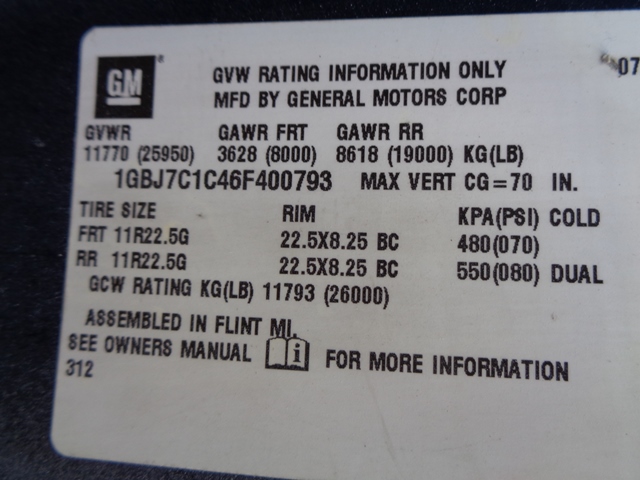 GM
GVW RATING INFORMATION ONLY 07
MFD BY GENERAL MOTORS CORP
GVWR GAWR FRT GAWR RR
11770 (25950) 3628 (8000) 8618 (19000) KG(LB)
1GBJ7C1C46F400793 MAX VERT CG=70 IN.
TIRE SIZE RIM KPA(PSI) COLD
FRT 11R22.5G 22.5X8.25 BC 480(070)
RR 11R22.5G 22.5X8.25 BC 550(080) DUAL
GCW RATING KG(LB) 11793 (26000)
ASSEMBLED IN FLINT MI.
SEE OWNERS MANUAL i FOR MORE INFORMATION
312